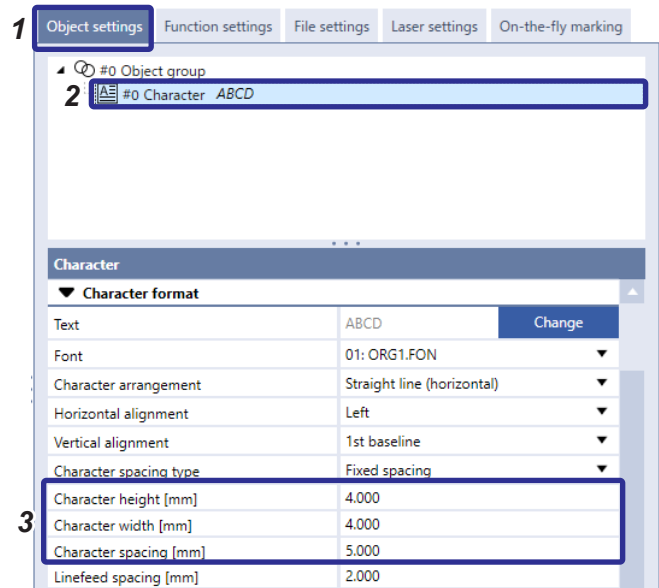 1 Object settings Function settings File settings Laser settings On-the-fly marking
#0 Object group
2 #0 Character ABCD
Character
Character format
Text ABCD Change
Font 01: ORG1.FON
Character arrangement Straight line (horizontal)
Horizontal alignment Left
Vertical alignment 1st baseline
Character spacing type Fixed spacing
Character height [mm] 4.000
3 Character width [mm] 4.000
Character spacing [mm] 5.000
Linefeed spacing [mm] 2.000